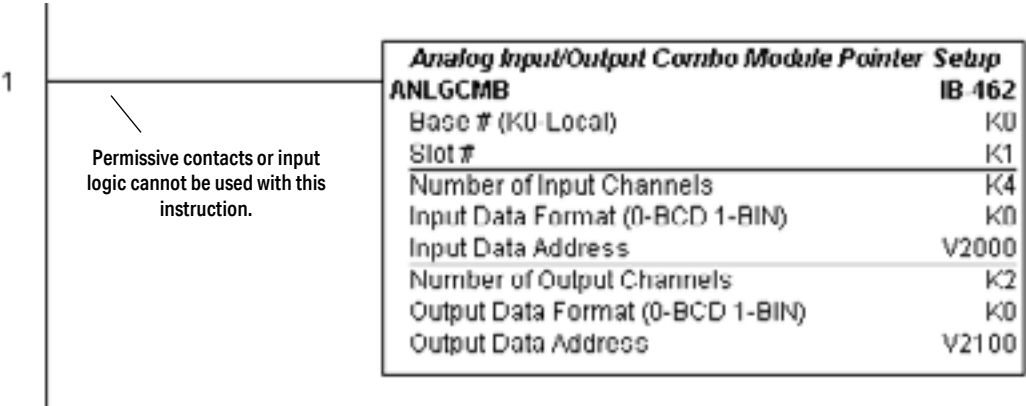 1
Analog Input/Output Combo Module Pointer Setup
ANLGCMB IB-462
Base # (K0-Local) K0
Slot # K1
Number of Input Channels K4
Input Data Format (0-BCD 1-BIN) K0
Input Data Address V2000
Number of Output Channels K2
Output Data Format (0-BCD 1-BIN) K0
Output Data Address V2100
Permissive contacts or input
logic cannot be used with this
instruction.